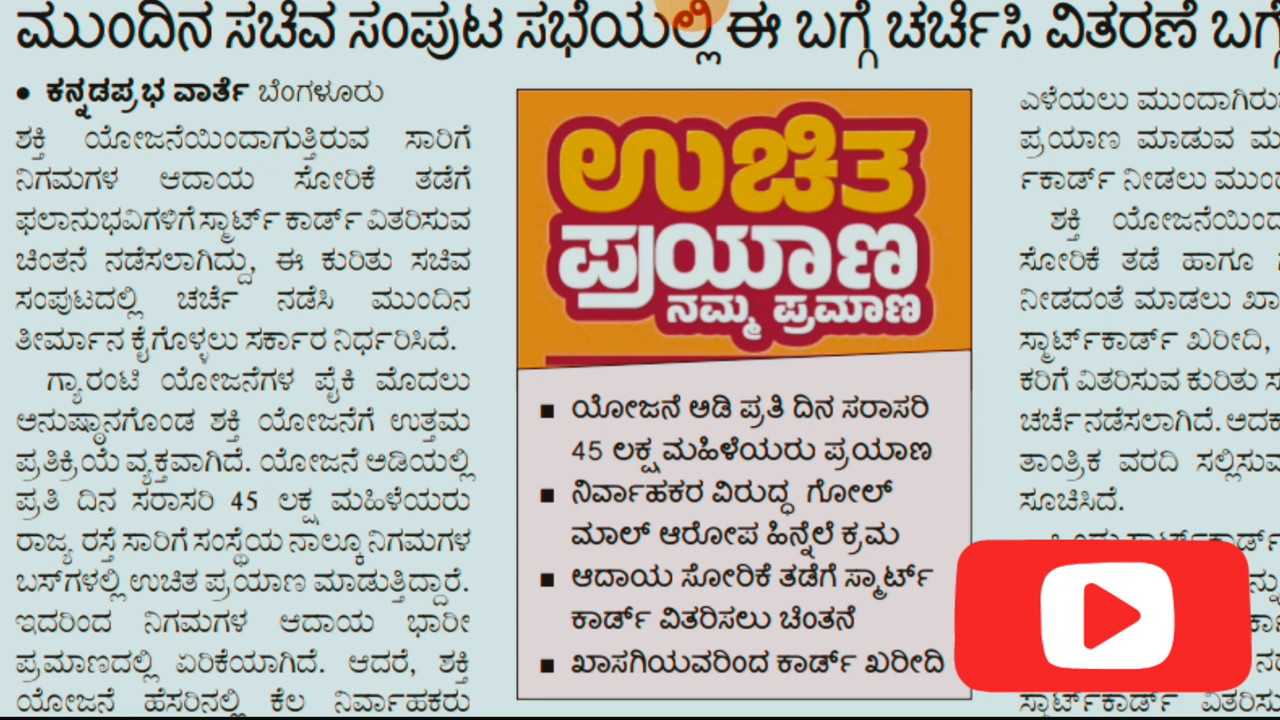 ಮುಂದಿನ ಸಚಿವ ಸಂಪುಟ ಸಭೆಯಲ್ಲಿ ಈ ಬಗ್ಗೆ ಚರ್ಚಿಸಿ ವಿತರಣೆ ಬಗ್ಗೆ
● ಕನ್ನಡಪ್ರಭ ವಾರ್ತೆ ಬೆಂಗಳೂರು
ಶಕ್ತಿ ಯೋಜನೆಯಿಂದಾಗುತ್ತಿರುವ ಸಾರಿಗೆ
ನಿಗಮಗಳ ಆದಾಯ ಸೋರಿಕೆ ತಡೆಗೆ
ಫಲಾನುಭವಿಗಳಿಗೆ ಸ್ಮಾರ್ಟ್ ಕಾರ್ಡ್ ವಿತರಿಸುವ
ಚಿಂತನೆ ನಡೆಸಲಾಗಿದ್ದು, ಈ ಕುರಿತು ಸಚಿವ
ಸಂಪುಟದಲ್ಲಿ ಚರ್ಚೆ ನಡೆಸಿ ಮುಂದಿನ
ತೀರ್ಮಾನ ಕೈಗೊಳ್ಳಲು ಸರ್ಕಾರ ನಿರ್ಧರಿಸಿದೆ.
ಗ್ಯಾರಂಟಿ ಯೋಜನೆಗಳ ಪೈಕಿ ಮೊದಲು
ಅನುಷ್ಠಾನಗೊಂಡ ಶಕ್ತಿ ಯೋಜನೆಗೆ ಉತ್ತಮ
ಪ್ರತಿಕ್ರಿಯೆ ವ್ಯಕ್ತವಾಗಿದೆ. ಯೋಜನೆ ಅಡಿಯಲ್ಲಿ
ಪ್ರತಿ ದಿನ ಸರಾಸರಿ 45 ಲಕ್ಷ ಮಹಿಳೆಯರು
ರಾಜ್ಯ ರಸ್ತೆ ಸಾರಿಗೆ ಸಂಸ್ಥೆಯ ನಾಲ್ಕೂ ನಿಗಮಗಳ
ಬಸ್‌ಗಳಲ್ಲಿ ಉಚಿತ ಪ್ರಯಾಣ ಮಾಡುತ್ತಿದ್ದಾರೆ.
ಇದರಿಂದ ನಿಗಮಗಳ ಆದಾಯ ಭಾರೀ
ಪ್ರಮಾಣದಲ್ಲಿ ಏರಿಕೆಯಾಗಿದೆ. ಆದರೆ, ಶಕ್ತಿ
ಯೋಜನೆ ಹೆಸರಿನಲ್ಲಿ ಕೆಲ ನಿರ್ವಾಹಕರು
ಉಚಿತ
ಪ್ರಯಾಣ
ನಮ್ಮ ಪ್ರಮಾಣ
■ ಯೋಜನೆ ಅಡಿ ಪ್ರತಿ ದಿನ ಸರಾಸರಿ
45 ಲಕ್ಷ ಮಹಿಳೆಯರು ಪ್ರಯಾಣ
■ ನಿರ್ವಾಹಕರ ವಿರುದ್ಧ ಗೋಲ್
ಮಾಲ್ ಆರೋಪ ಹಿನ್ನೆಲೆ ಕ್ರಮ
■ ಆದಾಯ ಸೋರಿಕೆ ತಡೆಗೆ ಸ್ಮಾರ್ಟ್
ಕಾರ್ಡ್ ವಿತರಿಸಲು ಚಿಂತನೆ
■ ಖಾಸಗಿಯವರಿಂದ ಕಾರ್ಡ್ ಖರೀದಿ
ಎಳೆಯಲು
ಪ್ರಯಾಣ ಮಾಡುವ
ರ್ಕಾರ್ಡ್ ನೀಡಲು
ಶಕ್ತಿ
ಸೋರಿಕೆ ತಡೆ ಹಾಗೂ
ನೀಡದಂತೆ ಮಾಡಲು
ಸ್ಮಾರ್ಟ್‌ಕಾರ್ಡ್ ಖರೀದಿ,
ಕರಿಗೆ ವಿತರಿಸುವ ಕುರಿತು
ಚರ್ಚೆ ನಡೆಸಲಾಗಿದೆ.
ತಾಂತ್ರಿಕ ವರದಿ
ಸೂಚಿಸಿದೆ.
ಸ್ಮಾರ್ಟ್‌ಕಾರ್ಡ್